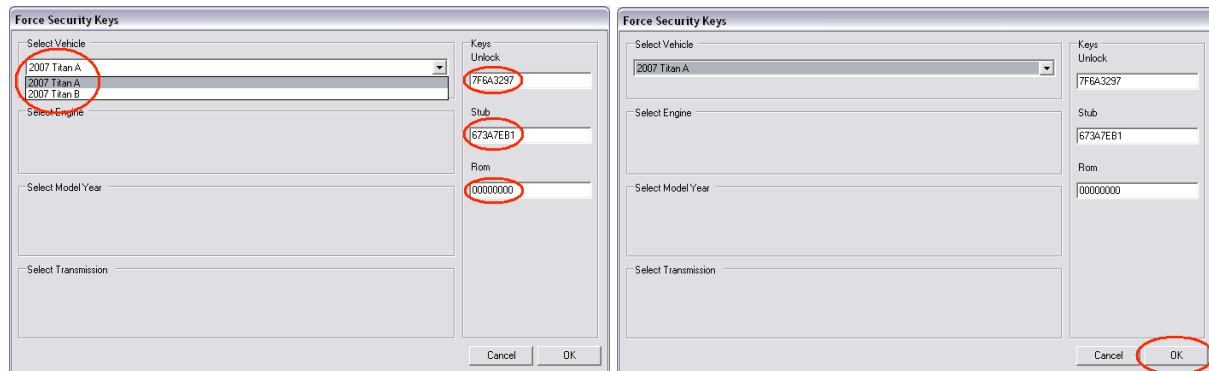 Force Security Keys
Select Vehicle
2007 Titan A
2007 Titan A
2007 Titan B
Select Engine
Select Model Year
Select Transmission
Keys
Unlock
7F6A3297
Stub
673A7EB1
Rom
00000000
Cancel
OK
Force Security Keys
Select Vehicle
2007 Titan A
Select Engine
Select Model Year
Select Transmission
Keys
Unlock
7F6A3297
Stub
673A7EB1
Rom
00000000
Cancel
OK